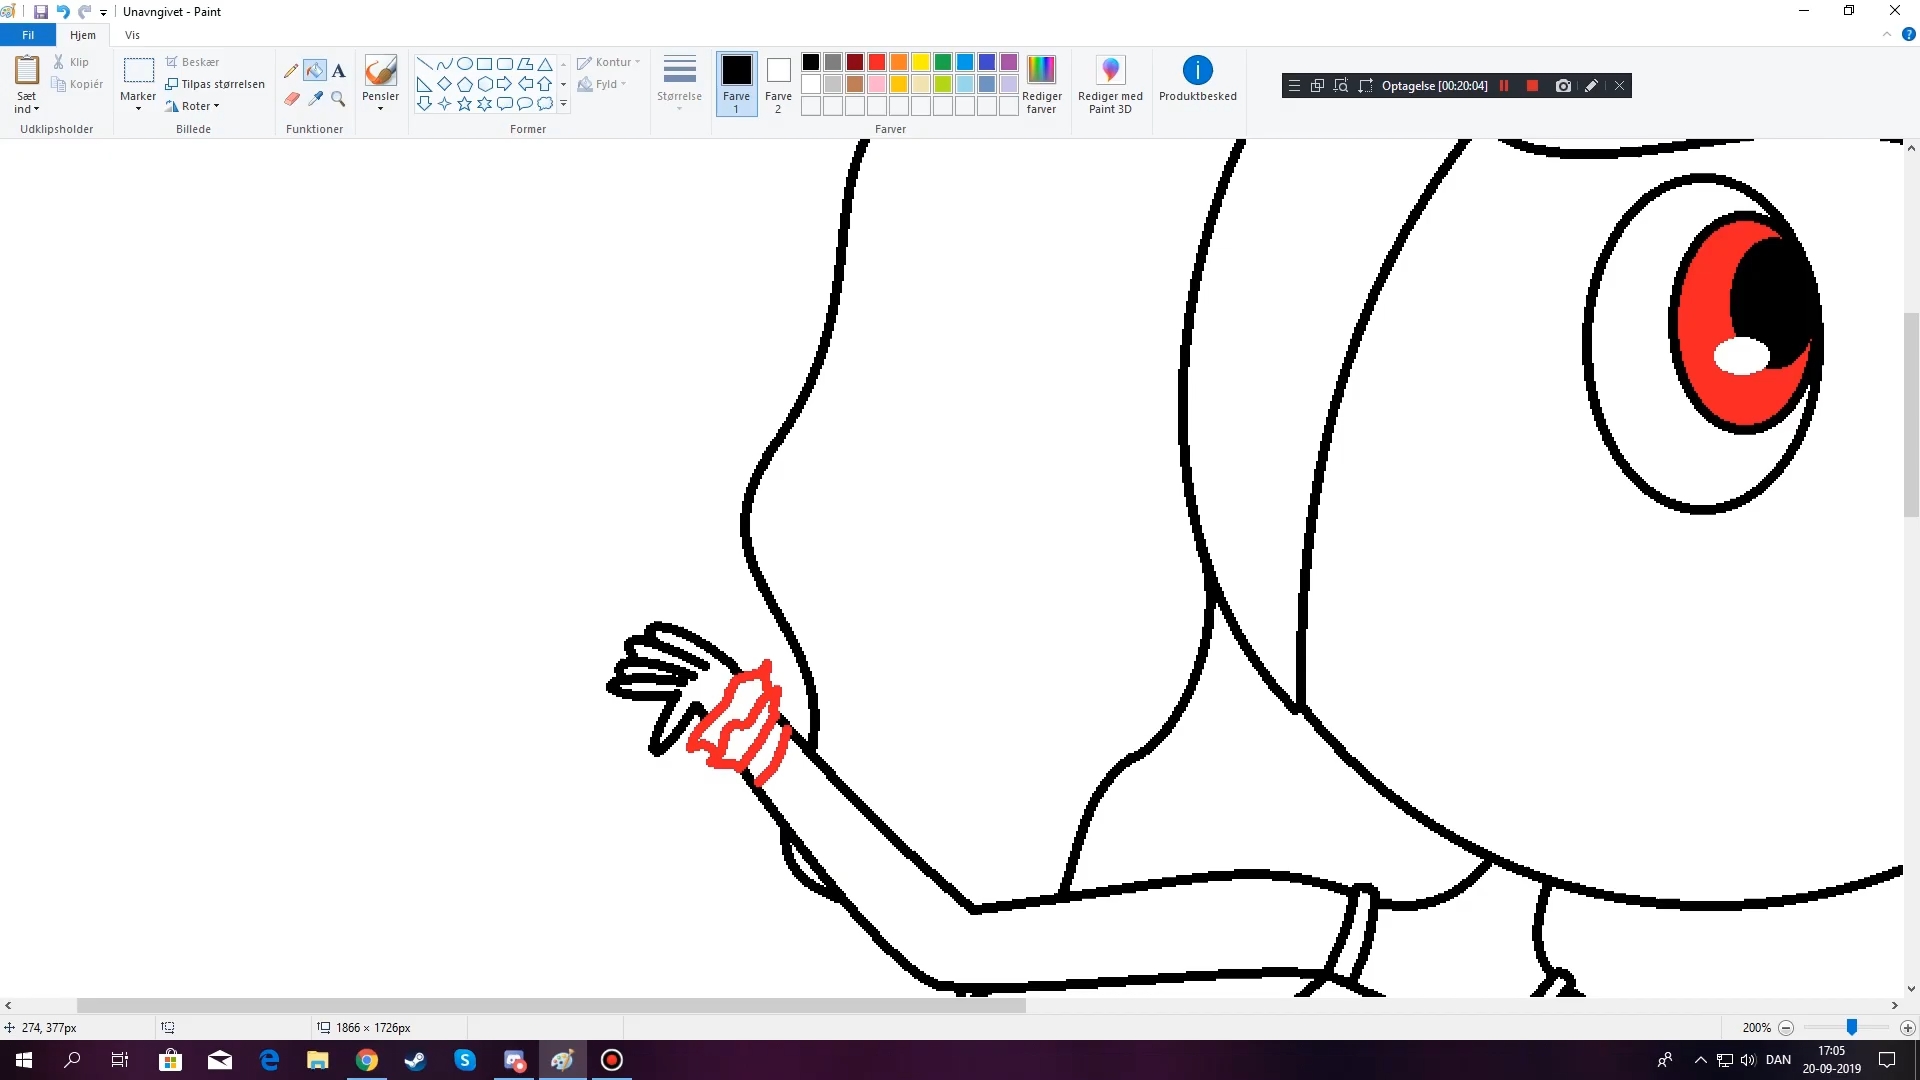 Unavngivet - Paint
Fil
Hjem
Vis
Sæt
ind
Klip
Kopiér
Udklipsholder
Marker
Beskær
Tilpas størrelsen
Roter
Billede
A
Funktioner
Pensler
Former
Kontur
Fyld
Størrelse
Farve
1
Farve
2
Farver
Rediger
farver
Rediger med
Paint 3D
Produktbesked
Optagelse [00:20:04]
274, 377px
1866 × 1726px
200%
DAN
17:05
20-09-2019